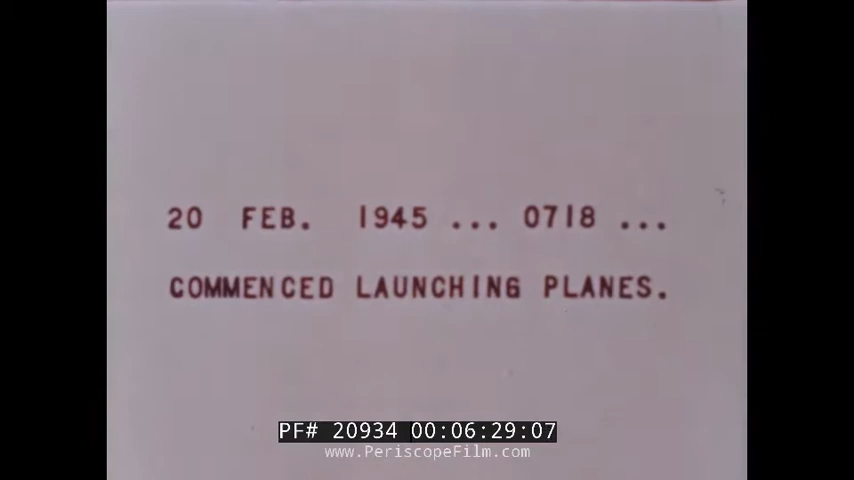 20 FEB. 1945 ... 0718 ...
COMMENCED LAUNCHING PLANES.
PF# 20934 00:06:29:07
www.PeriscopeFilm.com